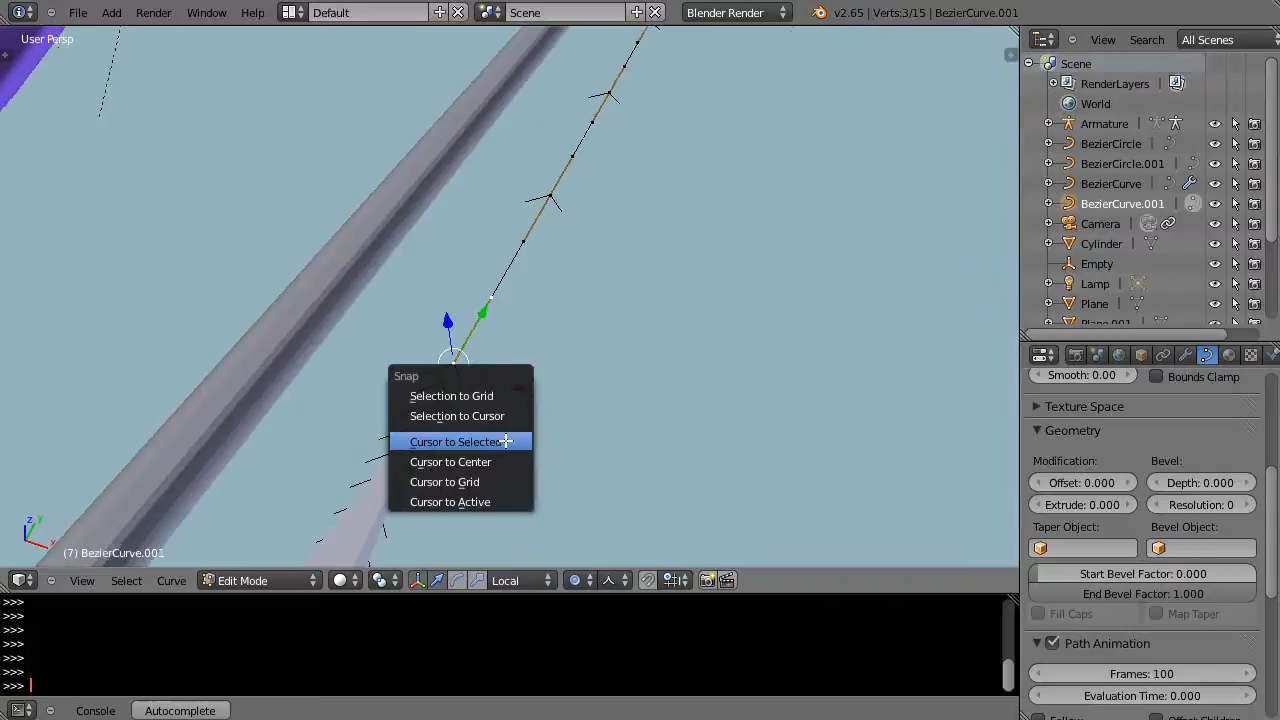 File Add Render Window Help Default Scene Blender Render v2.65 | Verts:3/15 | BezierCurve.001
User Persp
View Search All Scenes
Scene
RenderLayers
World
Armature
BezierCircle
BezierCircle.001
BezierCurve
BezierCurve.001
Camera
Cylinder
Empty
Lamp
Plane
Plane.001
Snap
Selection to Grid
Selection to Cursor
Cursor to Selected
Cursor to Center
Cursor to Grid
Cursor to Active
Smooth: 0.00 Bounds Clamp
Texture Space
Geometry
Modification: Bevel:
Offset: 0.000 Depth: 0.000
Extrude: 0.000 Resolution: 0
Taper Object: Bevel Object:
Start Bevel Factor: 0.000
End Bevel Factor: 1.000
Fill Caps Map Taper
Path Animation
Frames: 100
Evaluation Time: 0.000
z y x
(7) BezierCurve.001
View Select Curve Edit Mode Local
>>>
>>>
>>>
>>>
>>>
>>>
>>>
Console Autocomplete